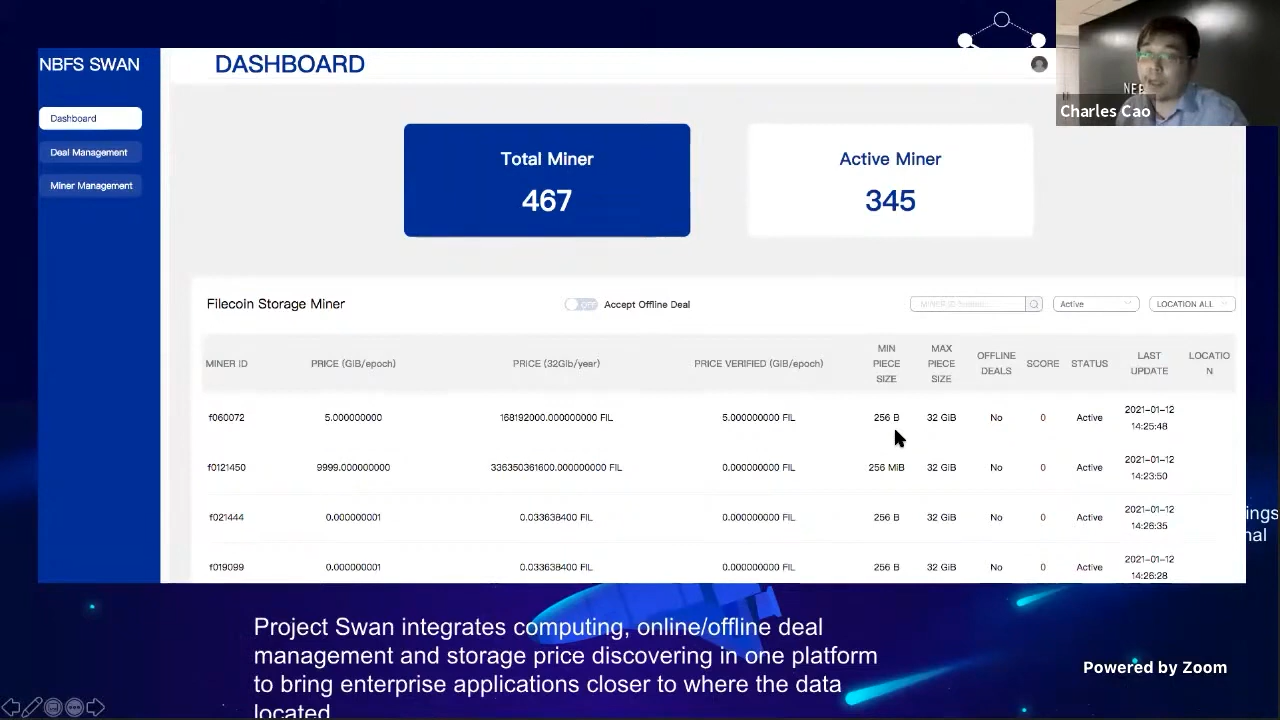 NBFS SWAN
DASHBOARD
Charles Cao
Dashboard
Deal Management
Miner Management
Total Miner
467
Active Miner
345
Filecoin Storage Miner
OFF
Accept Offline Deal
Active
LOCATION ALL
MINER ID
PRICE (GIB/epoch)
PRICE (32Gib/year)
PRICE VERIFIED (GIB/epoch)
MIN
PIECE
SIZE
MAX
PIECE
SIZE
OFFLINE
DEALS
SCORE
STATUS
LAST
UPDATE
LOCATIO
N
f060072 5.000000000 168192000.000000000 FIL 5.000000000 FIL 256 B 32 GiB No 0 Active 2021-01-12
14:25:48
f0121450 9999.000000000 336350361600.000000000 FIL 0.000000000 FIL 256 MiB 32 GiB No 0 Active 2021-01-12
14:23:50
f021444 0.000000001 0.033638400 FIL 0.000000000 FIL 256 B 32 GiB No 0 Active 2021-01-12
14:26:35
f019099 0.000000001 0.033638400 FIL 0.000000000 FIL 256 B 32 GiB No 0 Active 2021-01-12
14:26:28
ings
nal
Project Swan integrates computing, online/offline deal
management and storage price discovering in one platform
to bring enterprise applications closer to where the data
located
Powered by Zoom